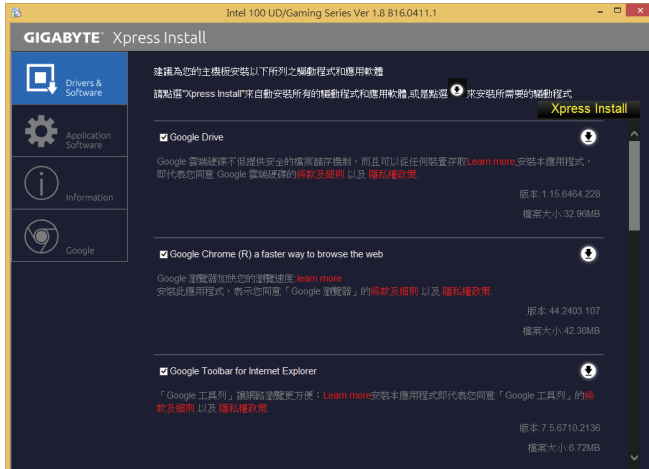 Intel 100 UD/Gaming Series Ver 1.8 B16.0411.1
GIGABYTE™ Xpress Install
Drivers &
Software
Application
Software
Information
Google
建議為您的主機板安裝以下所列之驅動程式和應用軟體
請點選"Xpress Install"來自動安裝所有的驅動程式和應用軟體,或是點選 來安裝所需要的驅動程式
Xpress Install
Google Drive
Google 雲端硬碟不但提供安全的檔案儲存機制，而且可以從任何裝置存取Learn more,安裝本應用程式，
即代表您同意 Google 雲端硬碟的條款及細則 以及 隱私權政策.
版本:1.15.6464.228
檔案大小:32.96MB
Google Chrome (R) a faster way to browse the web
Google 瀏覽器加快您的瀏覽速度:learn more
安裝此應用程式，表示您同意「Google 瀏覽器」的條款及細則 以及 隱私權政策.
版本:44.2403.107
檔案大小:42.36MB
Google Toolbar for Internet Explorer
「Google 工具列」讓網路瀏覽更方便：Learn more安裝本應用程式即代表您同意「Google 工具列」的條
款及細則 以及 隱私權政策.
版本:7.5.6710.2136
檔案大小:6.72MB